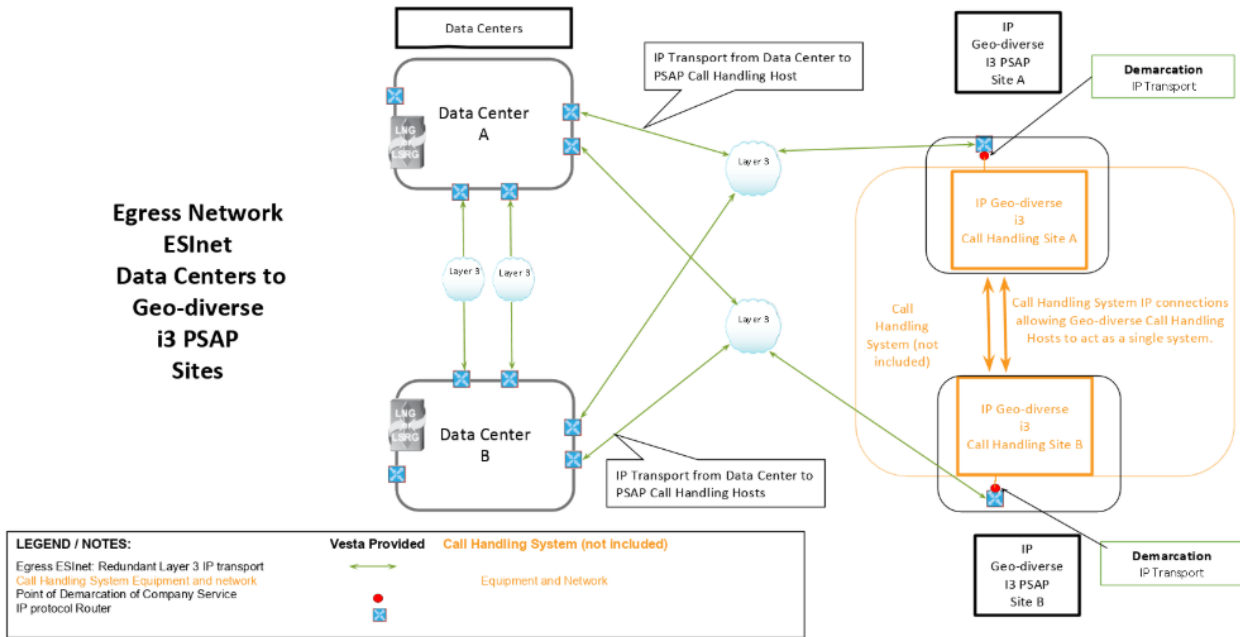 Egress Network
ESInet
Data Centers to
Geo-diverse
i3 PSAP
Sites
Data Centers
Data Center
A
LNG
LSRG
Layer 3
Layer 3
Data Center
B
LNG
LSRG
IP Transport from Data Center to
PSAP Call Handling Host
Layer 3
Layer 3
IP Transport from Data Center to
PSAP Call Handling Hosts
IP
Geo-diverse
I3 PSAP
Site A
Demarcation
IP Transport
IP Geo-diverse
i3
Call Handling Site A
Call
Handling
System (not
included)
Call Handling System IP connections
allowing Geo-diverse Call Handling
Hosts to act as a single system.
IP Geo-diverse
i3
Call Handling Site B
IP
Geo-diverse
I3 PSAP
Site B
Demarcation
IP Transport
LEGEND / NOTES:
Vesta Provided
Call Handling System (not included)
Egress ESInet: Redundant Layer 3 IP transport
Call Handling System Equipment and network
Equipment and Network
Point of Demarcation of Company Service
IP protocol Router